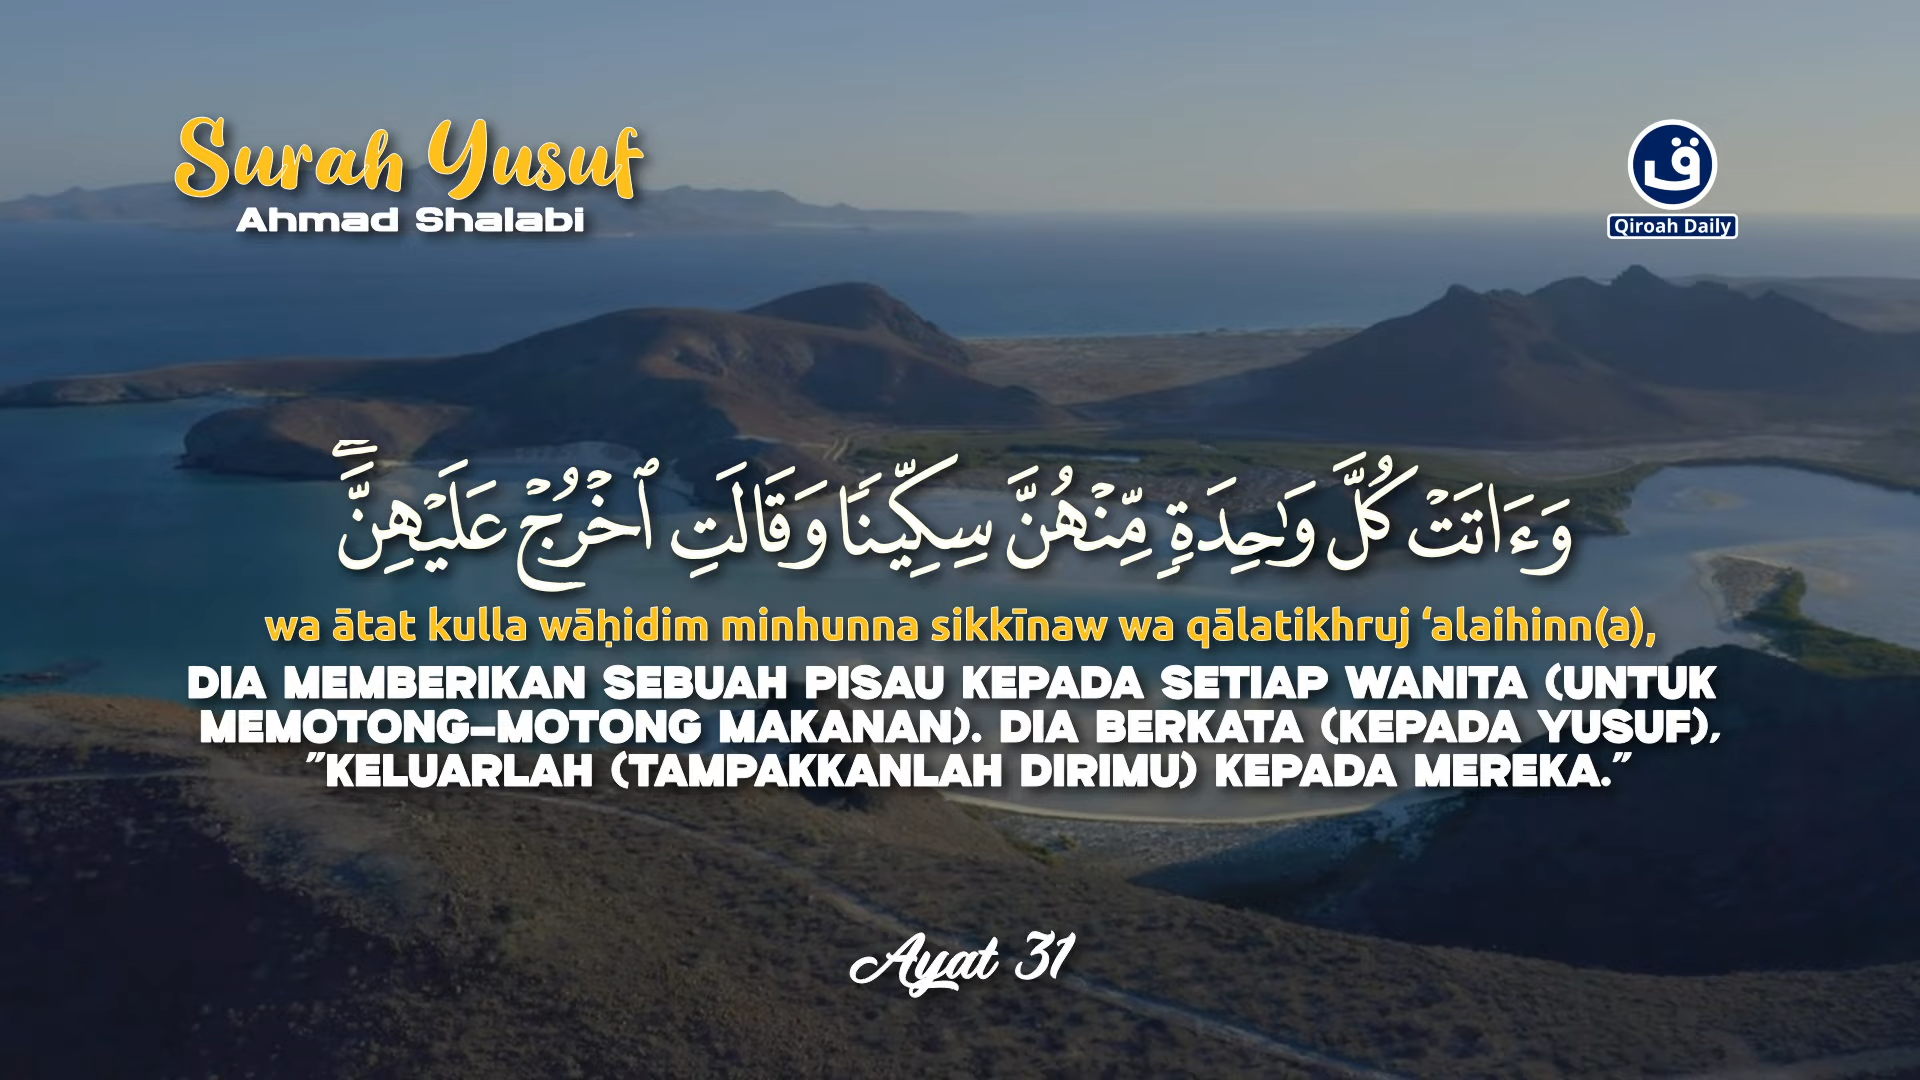 Surah Yusuf
Ahmad Shalabi
ق
Qiroah Daily
وَءَاتَتْ كُلَّ وَٰحِدَةٍ مِّنْهُنَّ سِكِّينًا وَقَالَتِ ٱخْرُجْ عَلَيْهِنَّ ۖ
wa ātat kulla wāḥidim minhunna sikkīnaw wa qālatikhruj ‘alaihinn(a),
DIA MEMBERIKAN SEBUAH PISAU KEPADA SETIAP WANITA (UNTUK
MEMOTONG-MOTONG MAKANAN). DIA BERKATA (KEPADA YUSUF),
"KELUARLAH (TAMPAKKANLAH DIRIMU) KEPADA MEREKA."
Ayat 31